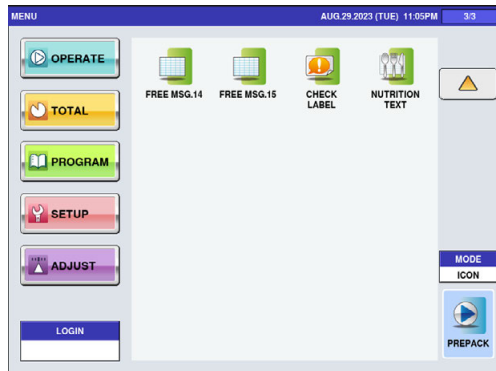 MENU
AUG.29.2023 (TUE) 11:05PM
3/3
OPERATE
TOTAL
PROGRAM
SETUP
ADJUST
LOGIN
FREE MSG.14
FREE MSG.15
CHECK
LABEL
NUTRITION
TEXT
MODE
ICON
PREPACK